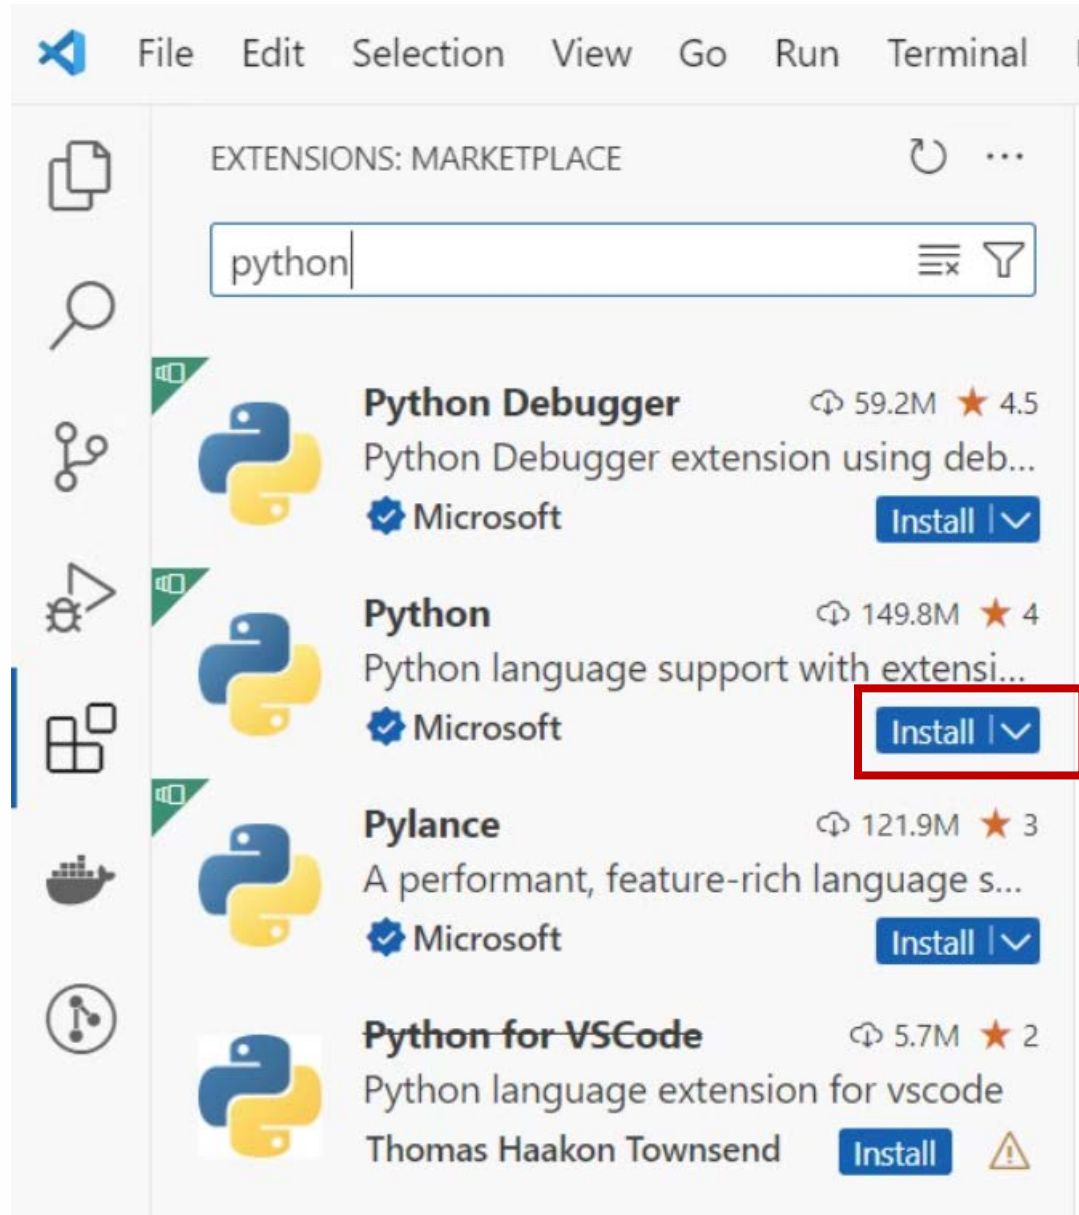 File Edit Selection View Go Run Terminal
EXTENSIONS: MARKETPLACE
python
Python Debugger 59.2M 4.5
Python Debugger extension using deb...
Microsoft Install
Python 149.8M 4
Python language support with extensi...
Microsoft Install
Pylance 121.9M 3
A performant, feature-rich language s...
Microsoft Install
Python for VSCode 5.7M 2
Python language extension for vscode
Thomas Haakon Townsend Install